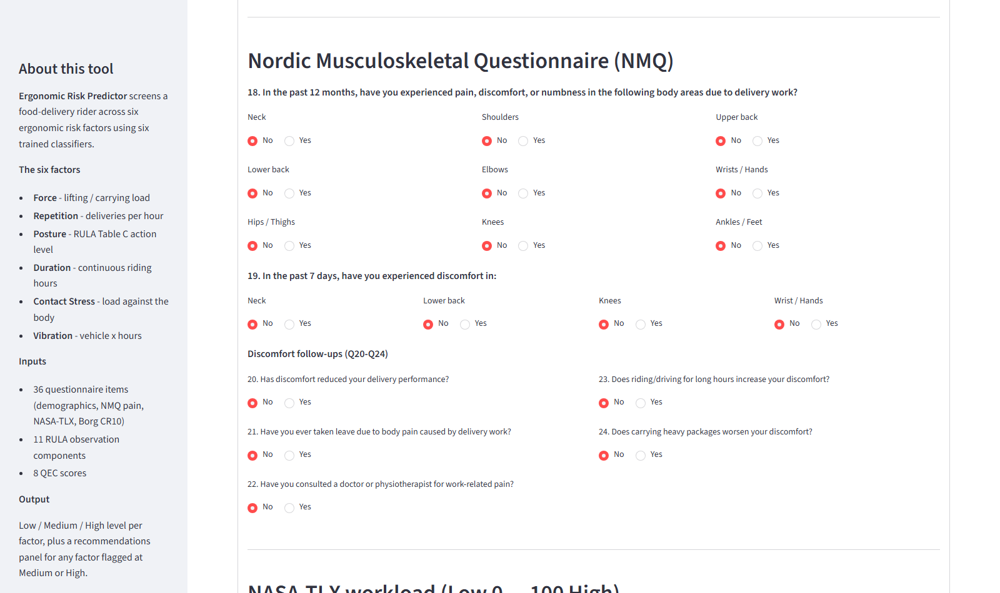 About this tool
Ergonomic Risk Predictor screens a
food-delivery rider across six
ergonomic risk factors using six
trained classifiers.
The six factors
Force - lifting / carrying load
Repetition - deliveries per hour
Posture - RULA Table C action
level
Duration - continuous riding
hours
Contact Stress - load against the
body
Vibration - vehicle x hours
Inputs
36 questionnaire items
(demographics, NMQ pain,
NASA-TLX, Borg CR10)
11 RULA observation
components
8 QEC scores
Output
Low / Medium / High level per
factor, plus a recommendations
panel for any factor flagged at
Medium or High.
Nordic Musculoskeletal Questionnaire (NMQ)
18. In the past 12 months, have you experienced pain, discomfort, or numbness in the following body areas due to delivery work?
Neck Shoulders Upper back
No Yes No Yes No Yes
Lower back Elbows Wrists / Hands
No Yes No Yes No Yes
Hips / Thighs Knees Ankles / Feet
No Yes No Yes No Yes
19. In the past 7 days, have you experienced discomfort in:
Neck Lower back Knees Wrist / Hands
No Yes No Yes No Yes No Yes
Discomfort follow-ups (Q20-Q24)
20. Has discomfort reduced your delivery performance? 23. Does riding/driving for long hours increase your discomfort?
No Yes No Yes
21. Have you ever taken leave due to body pain caused by delivery work? 24. Does carrying heavy packages worsen your discomfort?
No Yes No Yes
22. Have you consulted a doctor or physiotherapist for work-related pain?
No Yes
NASA-TLX workload (Low 0 ... 100 High)